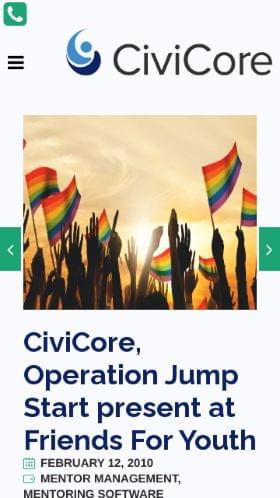 CiviCore
CiviCore,
Operation Jump
Start present at
Friends For Youth
FEBRUARY 12, 2010
MENTOR MANAGEMENT,
MENTORING SOFTWARE